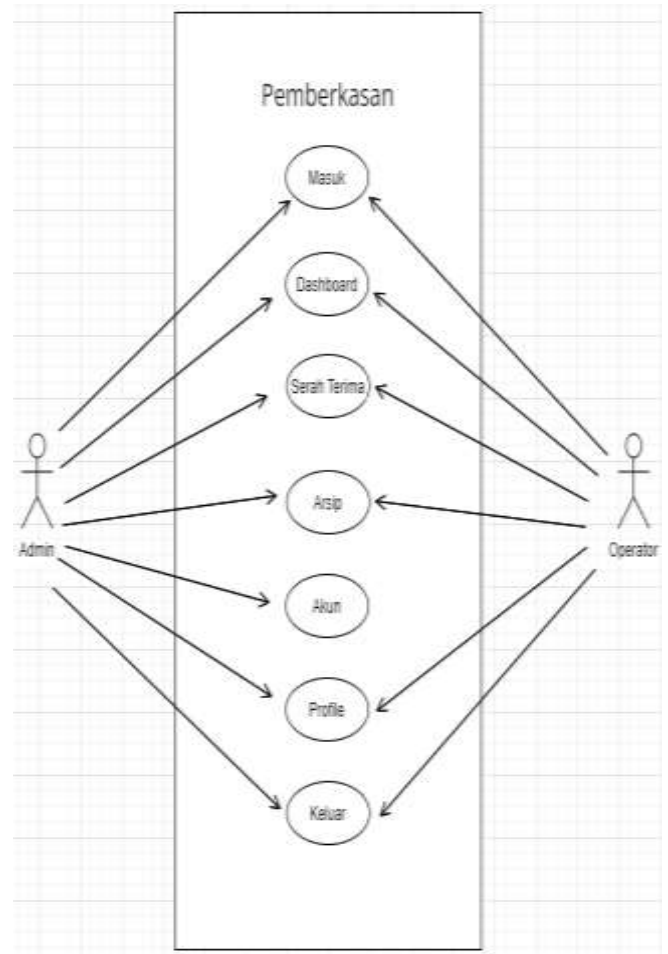 Pemberkasan
Masuk
Dashboard
Serah Terima
Arsip
Akun
Profile
Keluar
Admin
Operator